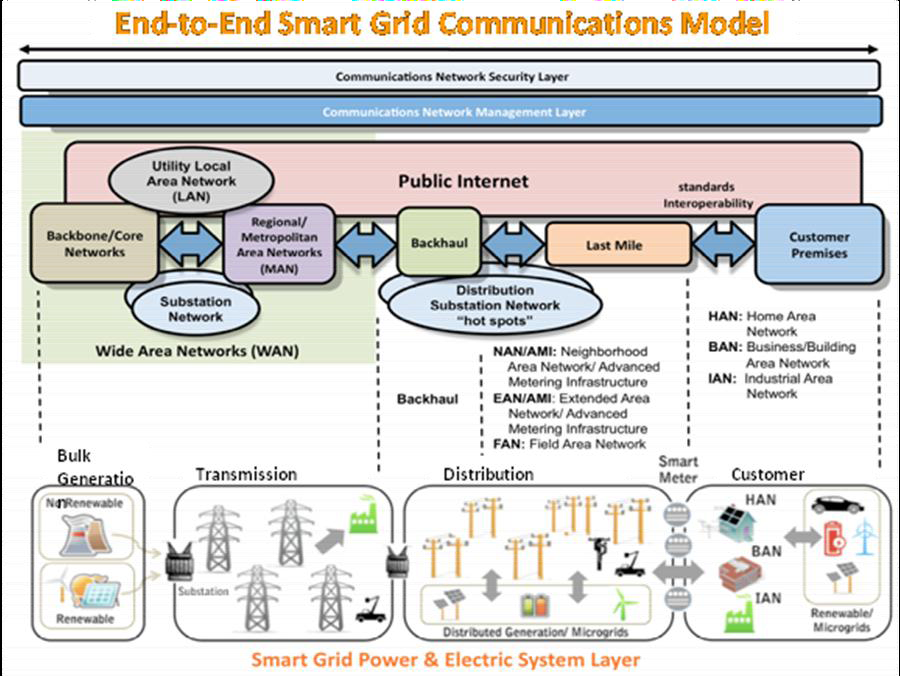 End-to-End Smart Grid Communications Model
Communications Network Security Layer
Communications Network Management Layer
Utility Local
Area Network
(LAN)
Public Internet
standards
Interoperability
Backbone/Core
Networks
Regional/
Metropolitan
Area Networks
(MAN)
Backhaul
Last Mile
Customer
Premises
Substation
Network
Distribution
Substation Network
“hot spots”
Wide Area Networks (WAN)
HAN: Home Area
Network
BAN: Business/Building
Area Network
IAN: Industrial Area
Network
Backhaul
NAN/AMI: Neighborhood
Area Network/ Advanced
Metering Infrastructure
EAN/AMI: Extended Area
Network/ Advanced
Metering Infrastructure
FAN: Field Area Network
Bulk
Generatio
n
Transmission
Distribution
Smart
Meter
Customer
Renewable
Substation
Renewable
Distributed Generation/ Microgrids
HAN
BAN
IAN
Renewable/
Microgrids
Smart Grid Power & Electric System Layer